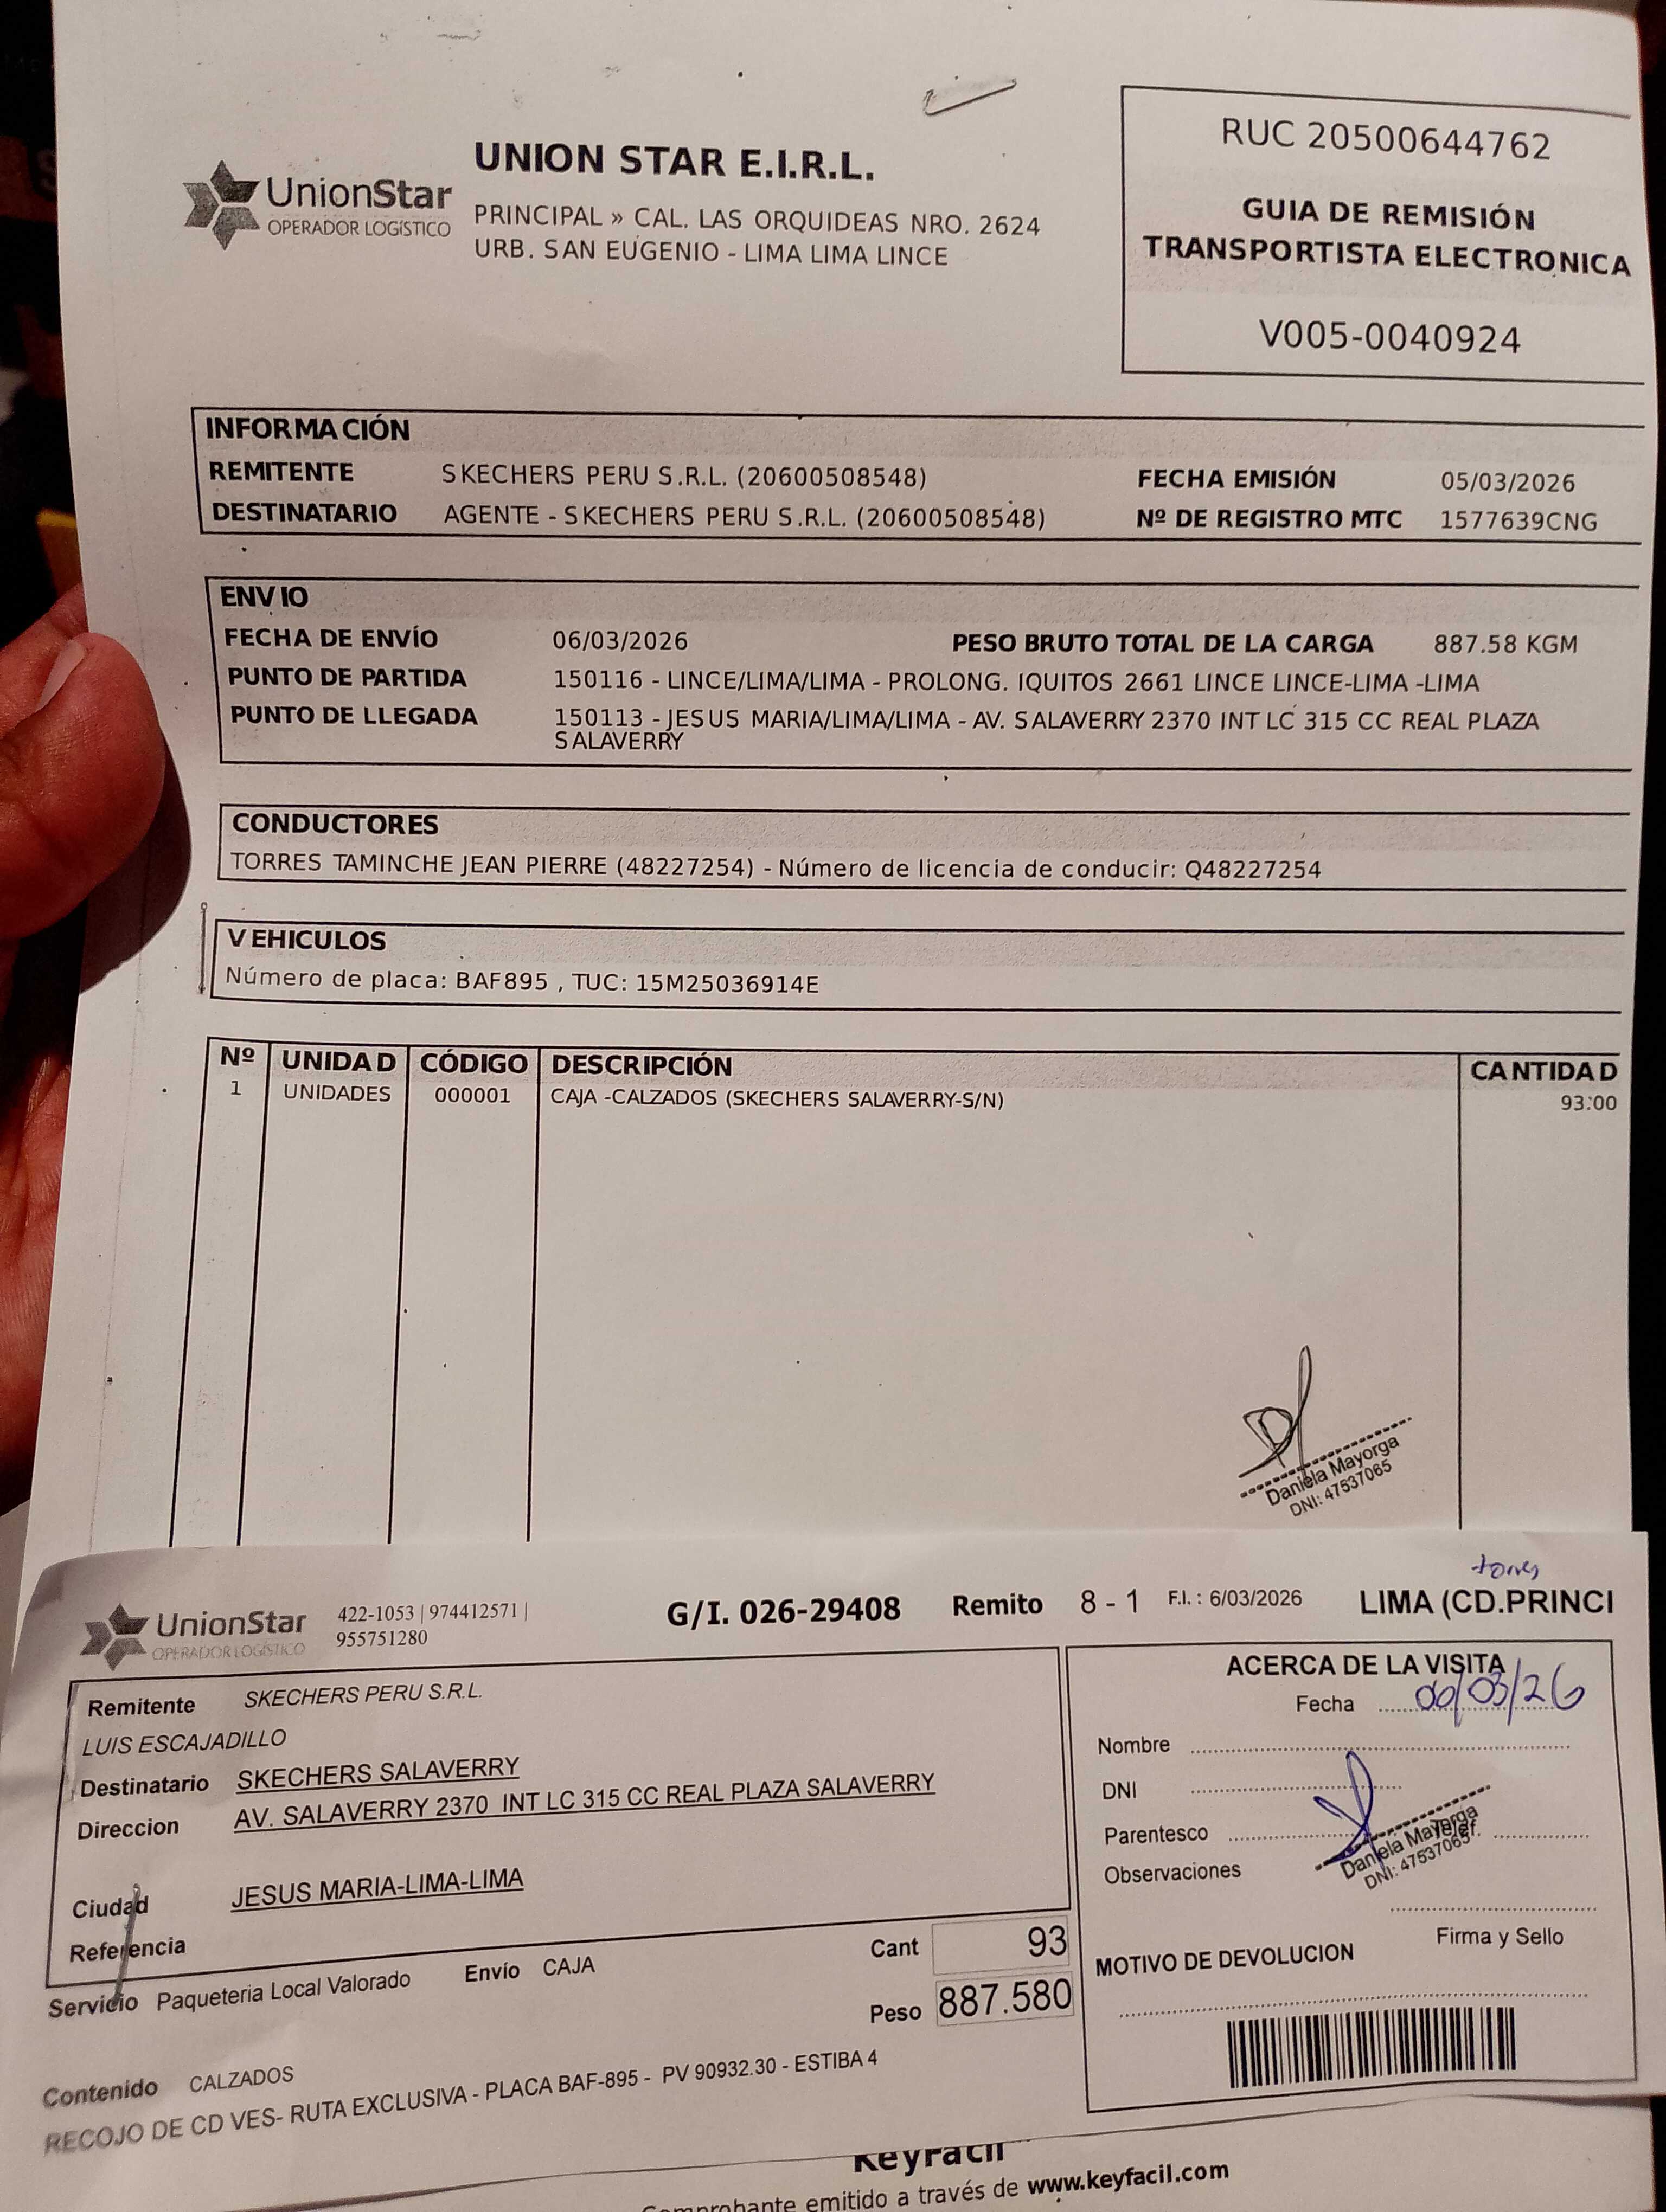 UnionStar
OPERADOR LOGÍSTICO
UNION STAR E.I.R.L.
PRINCIPAL » CAL. LAS ORQUIDEAS NRO. 2624
URB. SAN EUGENIO - LIMA LIMA LINCE
RUC 20500644762
GUIA DE REMISIÓN
TRANSPORTISTA ELECTRONICA
V005-0040924
INFORMACIÓN
REMITENTE SKECHERS PERU S.R.L. (20600508548) FECHA EMISIÓN 05/03/2026
DESTINATARIO AGENTE - SKECHERS PERU S.R.L. (20600508548) Nº DE REGISTRO MTC 1577639CNG
ENVIO
FECHA DE ENVÍO 06/03/2026 PESO BRUTO TOTAL DE LA CARGA 887.58 KGM
PUNTO DE PARTIDA 150116 - LINCE/LIMA/LIMA - PROLONG. IQUITOS 2661 LINCE LINCE-LIMA -LIMA
PUNTO DE LLEGADA 150113 - JESUS MARIA/LIMA/LIMA - AV. SALAVERRY 2370 INT LC 315 CC REAL PLAZA
SALAVERRY
CONDUCTORES
TORRES TAMINCHE JEAN PIERRE (48227254) - Número de licencia de conducir: Q48227254
VEHICULOS
Número de placa: BAF895 , TUC: 15M25036914E
Nº UNIDAD CÓDIGO DESCRIPCIÓN CANTIDAD
1 UNIDADES 000001 CAJA -CALZADOS (SKECHERS SALAVERRY-S/N) 93.00
Daniela Mayorga
DNI: 47537065
torres
UnionStar
OPERADOR LOGÍSTICO
422-1053 | 974412571 |
955751280
G/I. 026-29408 Remito 8 - 1 F.I. : 6/03/2026 LIMA (CD.PRINCI
Remitente SKECHERS PERU S.R.L.
LUIS ESCAJADILLO
Destinatario SKECHERS SALAVERRY
Direccion AV. SALAVERRY 2370 INT LC 315 CC REAL PLAZA SALAVERRY
Ciudad JESUS MARIA-LIMA-LIMA
Referencia
Servicio Paqueteria Local Valorado Envío CAJA
Cant 93
Peso 887.580
Contenido CALZADOS
RECOJO DE CD VES- RUTA EXCLUSIVA - PLACA BAF-895 - PV 90932.30 - ESTIBA 4
ACERCA DE LA VISITA
Fecha 06/03/26
Nombre
DNI
Parentesco Telef.
Observaciones
Daniela Mayorga
DNI: 47537065
Firma y Sello
MOTIVO DE DEVOLUCION
KeyFacil
Comprobante emitido a través de www.keyfacil.com